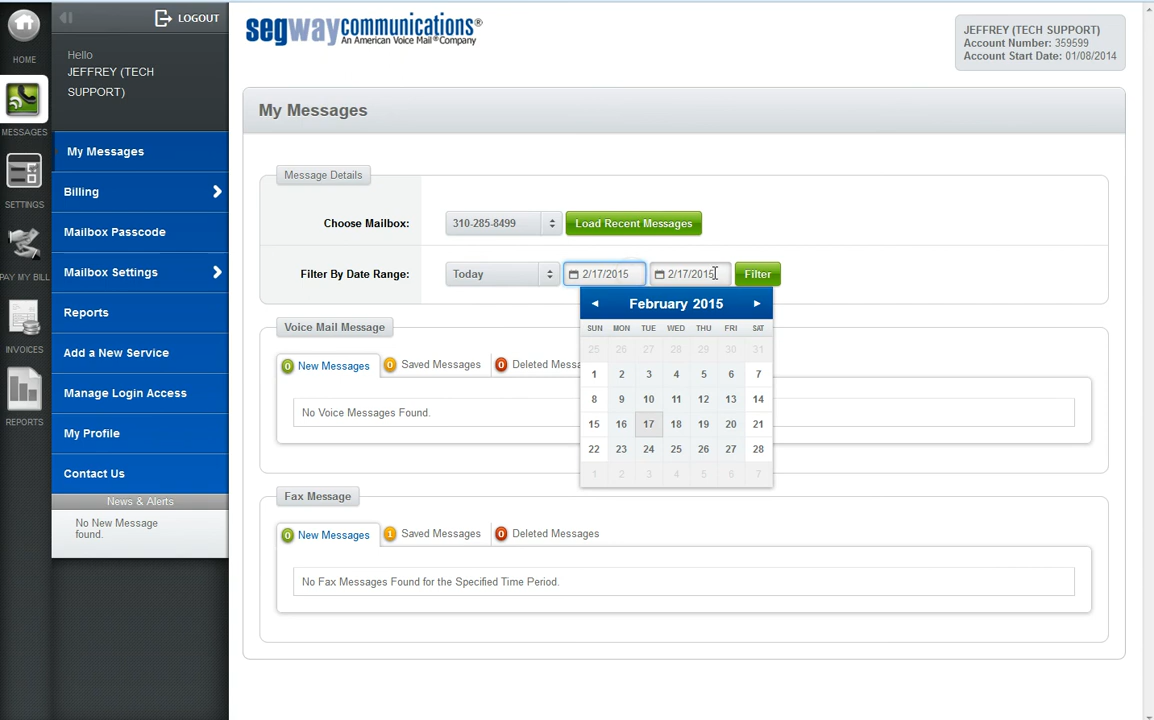 LOGOUT
segwaycommunications®
An American Voice Mail® Company
JEFFREY (TECH SUPPORT)
Account Number: 359599
Account Start Date: 01/08/2014
HOME
Hello
JEFFREY (TECH
SUPPORT)
MESSAGES
SETTINGS
PAY MY BILL
INVOICES
REPORTS
My Messages
Billing
Mailbox Passcode
Mailbox Settings
Reports
Add a New Service
Manage Login Access
My Profile
Contact Us
News & Alerts
No New Message
found.
My Messages
Message Details
Choose Mailbox: 310-285-8499 Load Recent Messages
Filter By Date Range: Today 2/17/2015 2/17/2015 Filter
February 2015
SUN MON TUE WED THU FRI SAT
25 26 27 28 29 30 31
1 2 3 4 5 6 7
8 9 10 11 12 13 14
15 16 17 18 19 20 21
22 23 24 25 26 27 28
1 2 3 4 5 6 7
Voice Mail Message
0 New Messages 0 Saved Messages 0 Deleted Messa
No Voice Messages Found.
Fax Message
0 New Messages 1 Saved Messages 0 Deleted Messages
No Fax Messages Found for the Specified Time Period.